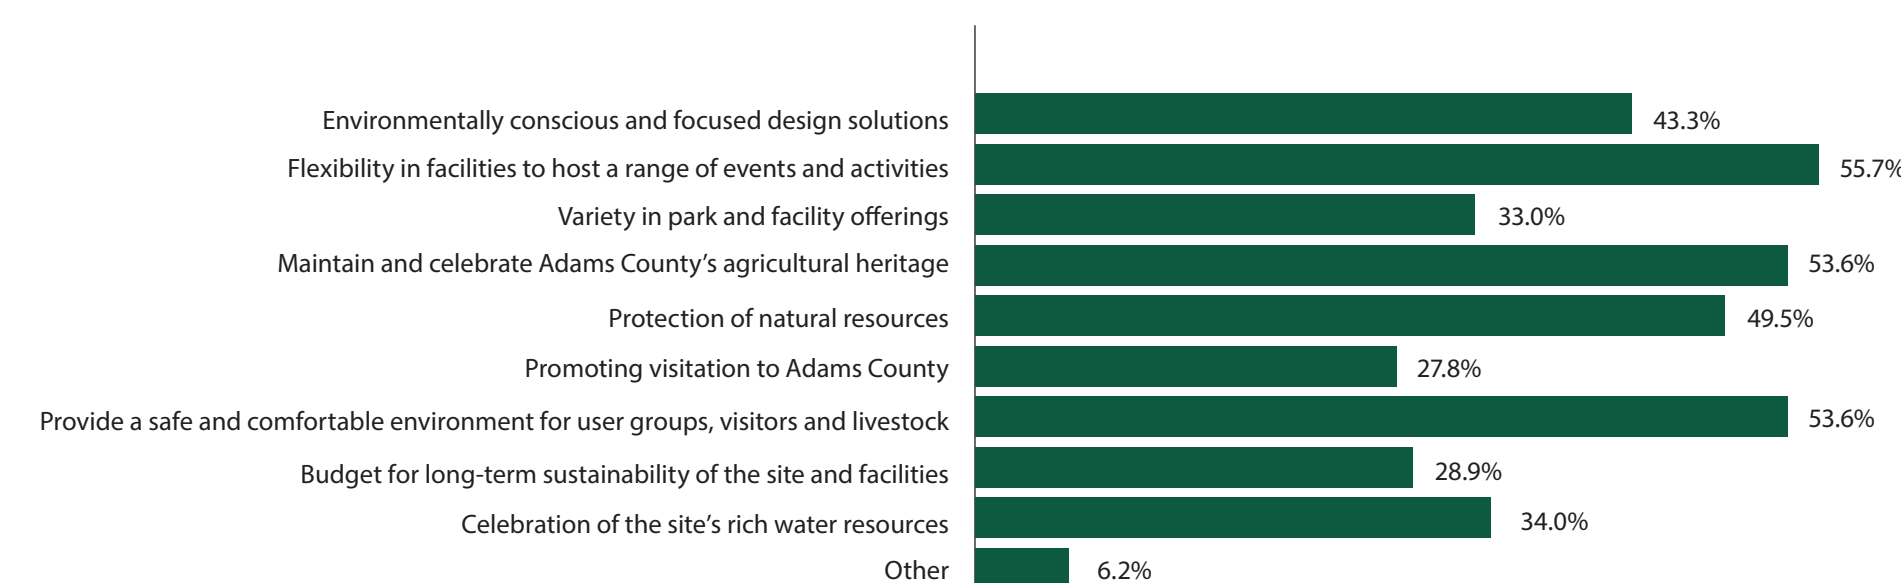 Environmentally conscious and focused design solutions 43.3%
Flexibility in facilities to host a range of events and activities 55.7%
Variety in park and facility offerings 33.0%
Maintain and celebrate Adams County’s agricultural heritage 53.6%
Protection of natural resources 49.5%
Promoting visitation to Adams County 27.8%
Provide a safe and comfortable environment for user groups, visitors and livestock 53.6%
Budget for long-term sustainability of the site and facilities 28.9%
Celebration of the site’s rich water resources 34.0%
Other 6.2%